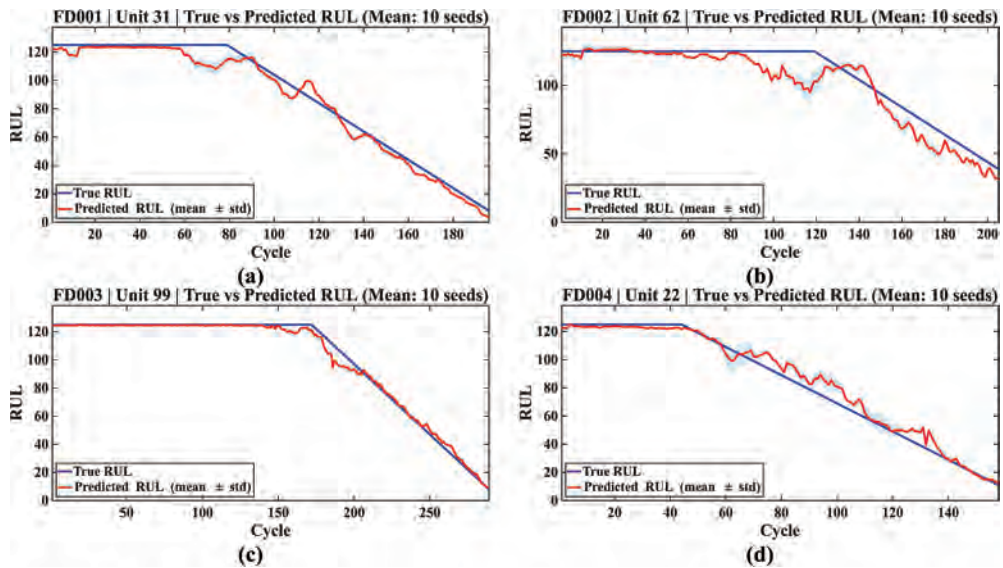 FD001 | Unit 31 | True vs Predicted RUL (Mean: 10 seeds)
120
100
80
60
40
20
0
RUL
True RUL
Predicted RUL (mean ± std)
20 40 60 80 100 120 140 160 180
Cycle
(a)
FD002 | Unit 62 | True vs Predicted RUL (Mean: 10 seeds)
100
50
0
RUL
True RUL
Predicted RUL (mean ± std)
20 40 60 80 100 120 140 160 180 200
Cycle
(b)
FD003 | Unit 99 | True vs Predicted RUL (Mean: 10 seeds)
120
100
80
60
40
20
0
RUL
True RUL
Predicted RUL (mean ± std)
50 100 150 200 250
Cycle
(c)
FD004 | Unit 22 | True vs Predicted RUL (Mean: 10 seeds)
120
100
80
60
40
20
0
RUL
True RUL
Predicted RUL (mean ± std)
20 40 60 80 100 120 140
Cycle
(d)